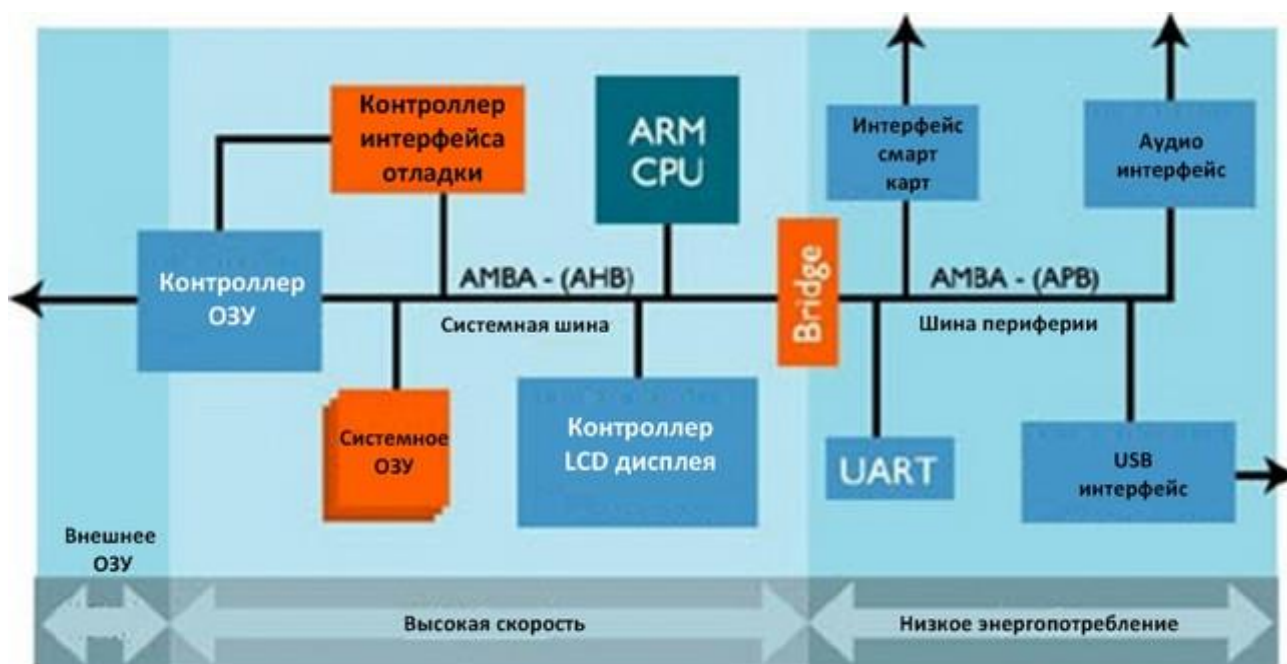 Контроллер
интерфейса
отладки
ARM
CPU
Интерфейс
смарт
карт
Аудио
интерфейс
Контроллер
ОЗУ
AMBA - (AHB)
Системная шина
Bridge
AMBA - (APB)
Шина периферии
Системное
ОЗУ
Контроллер
LCD дисплея
UART
USB
интерфейс
Внешнее
ОЗУ
Высокая скорость
Низкое энергопотребление